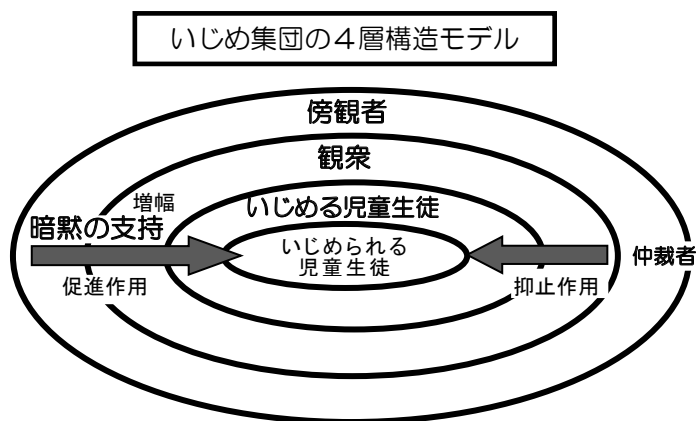 いじめ集団の４層構造モデル
傍観者
観衆
増幅
いじめる児童生徒
暗黙の支持
いじめられる
児童生徒
仲裁者
促進作用
抑止作用